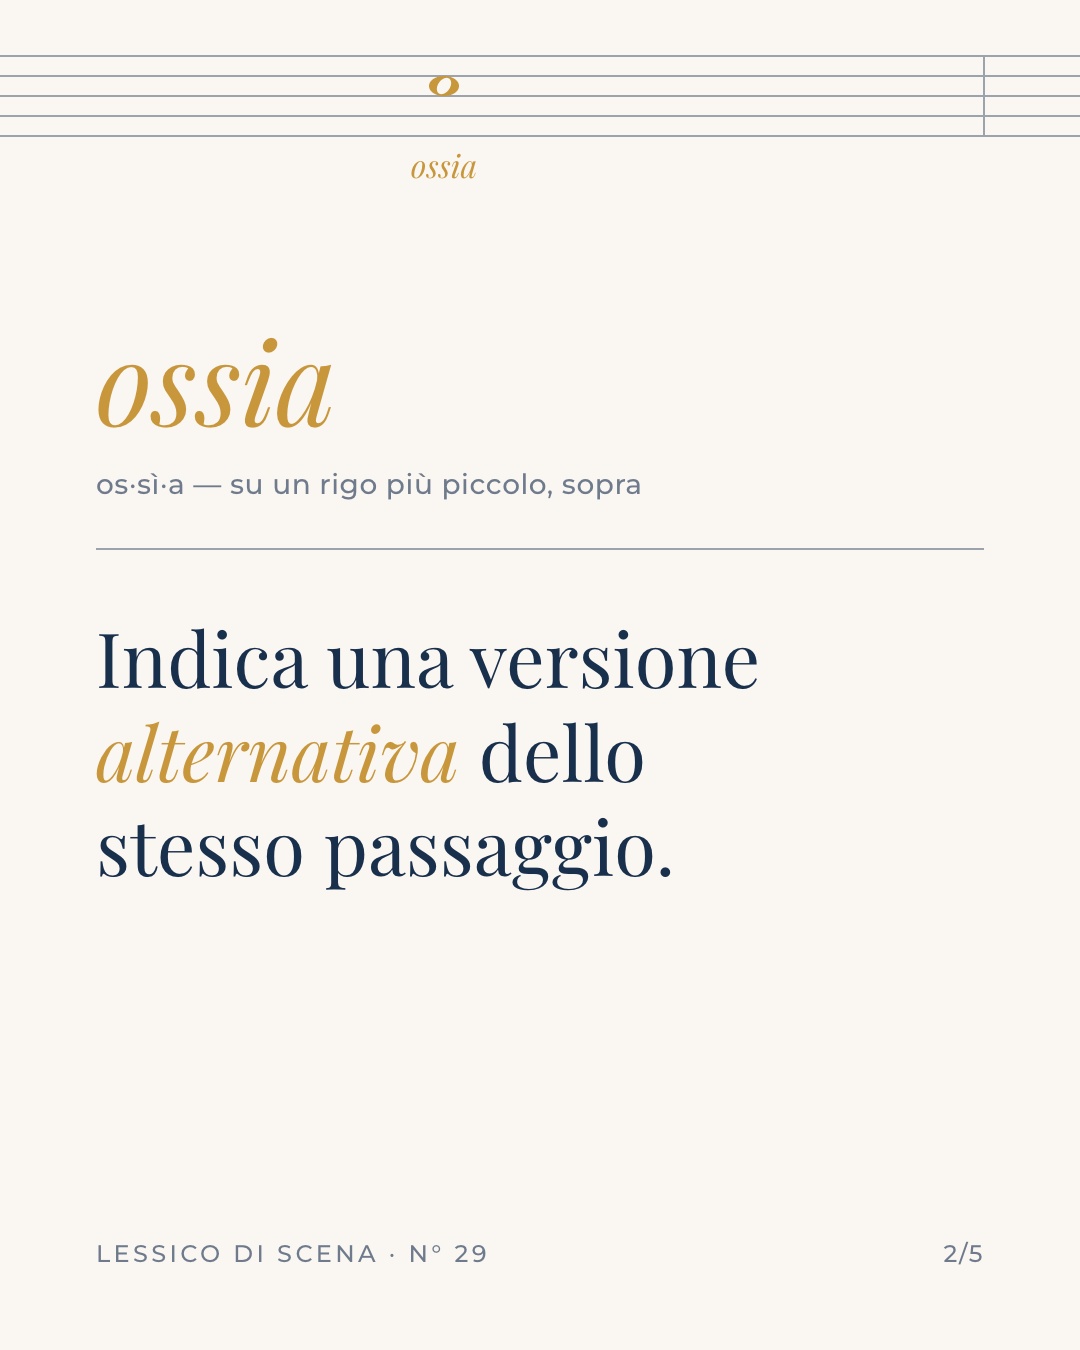 ossia
ossia
os·sì·a — su un rigo più piccolo, sopra
Indica una versione
alternativa dello
stesso passaggio.
LESSICO DI SCENA · N° 29
2/5